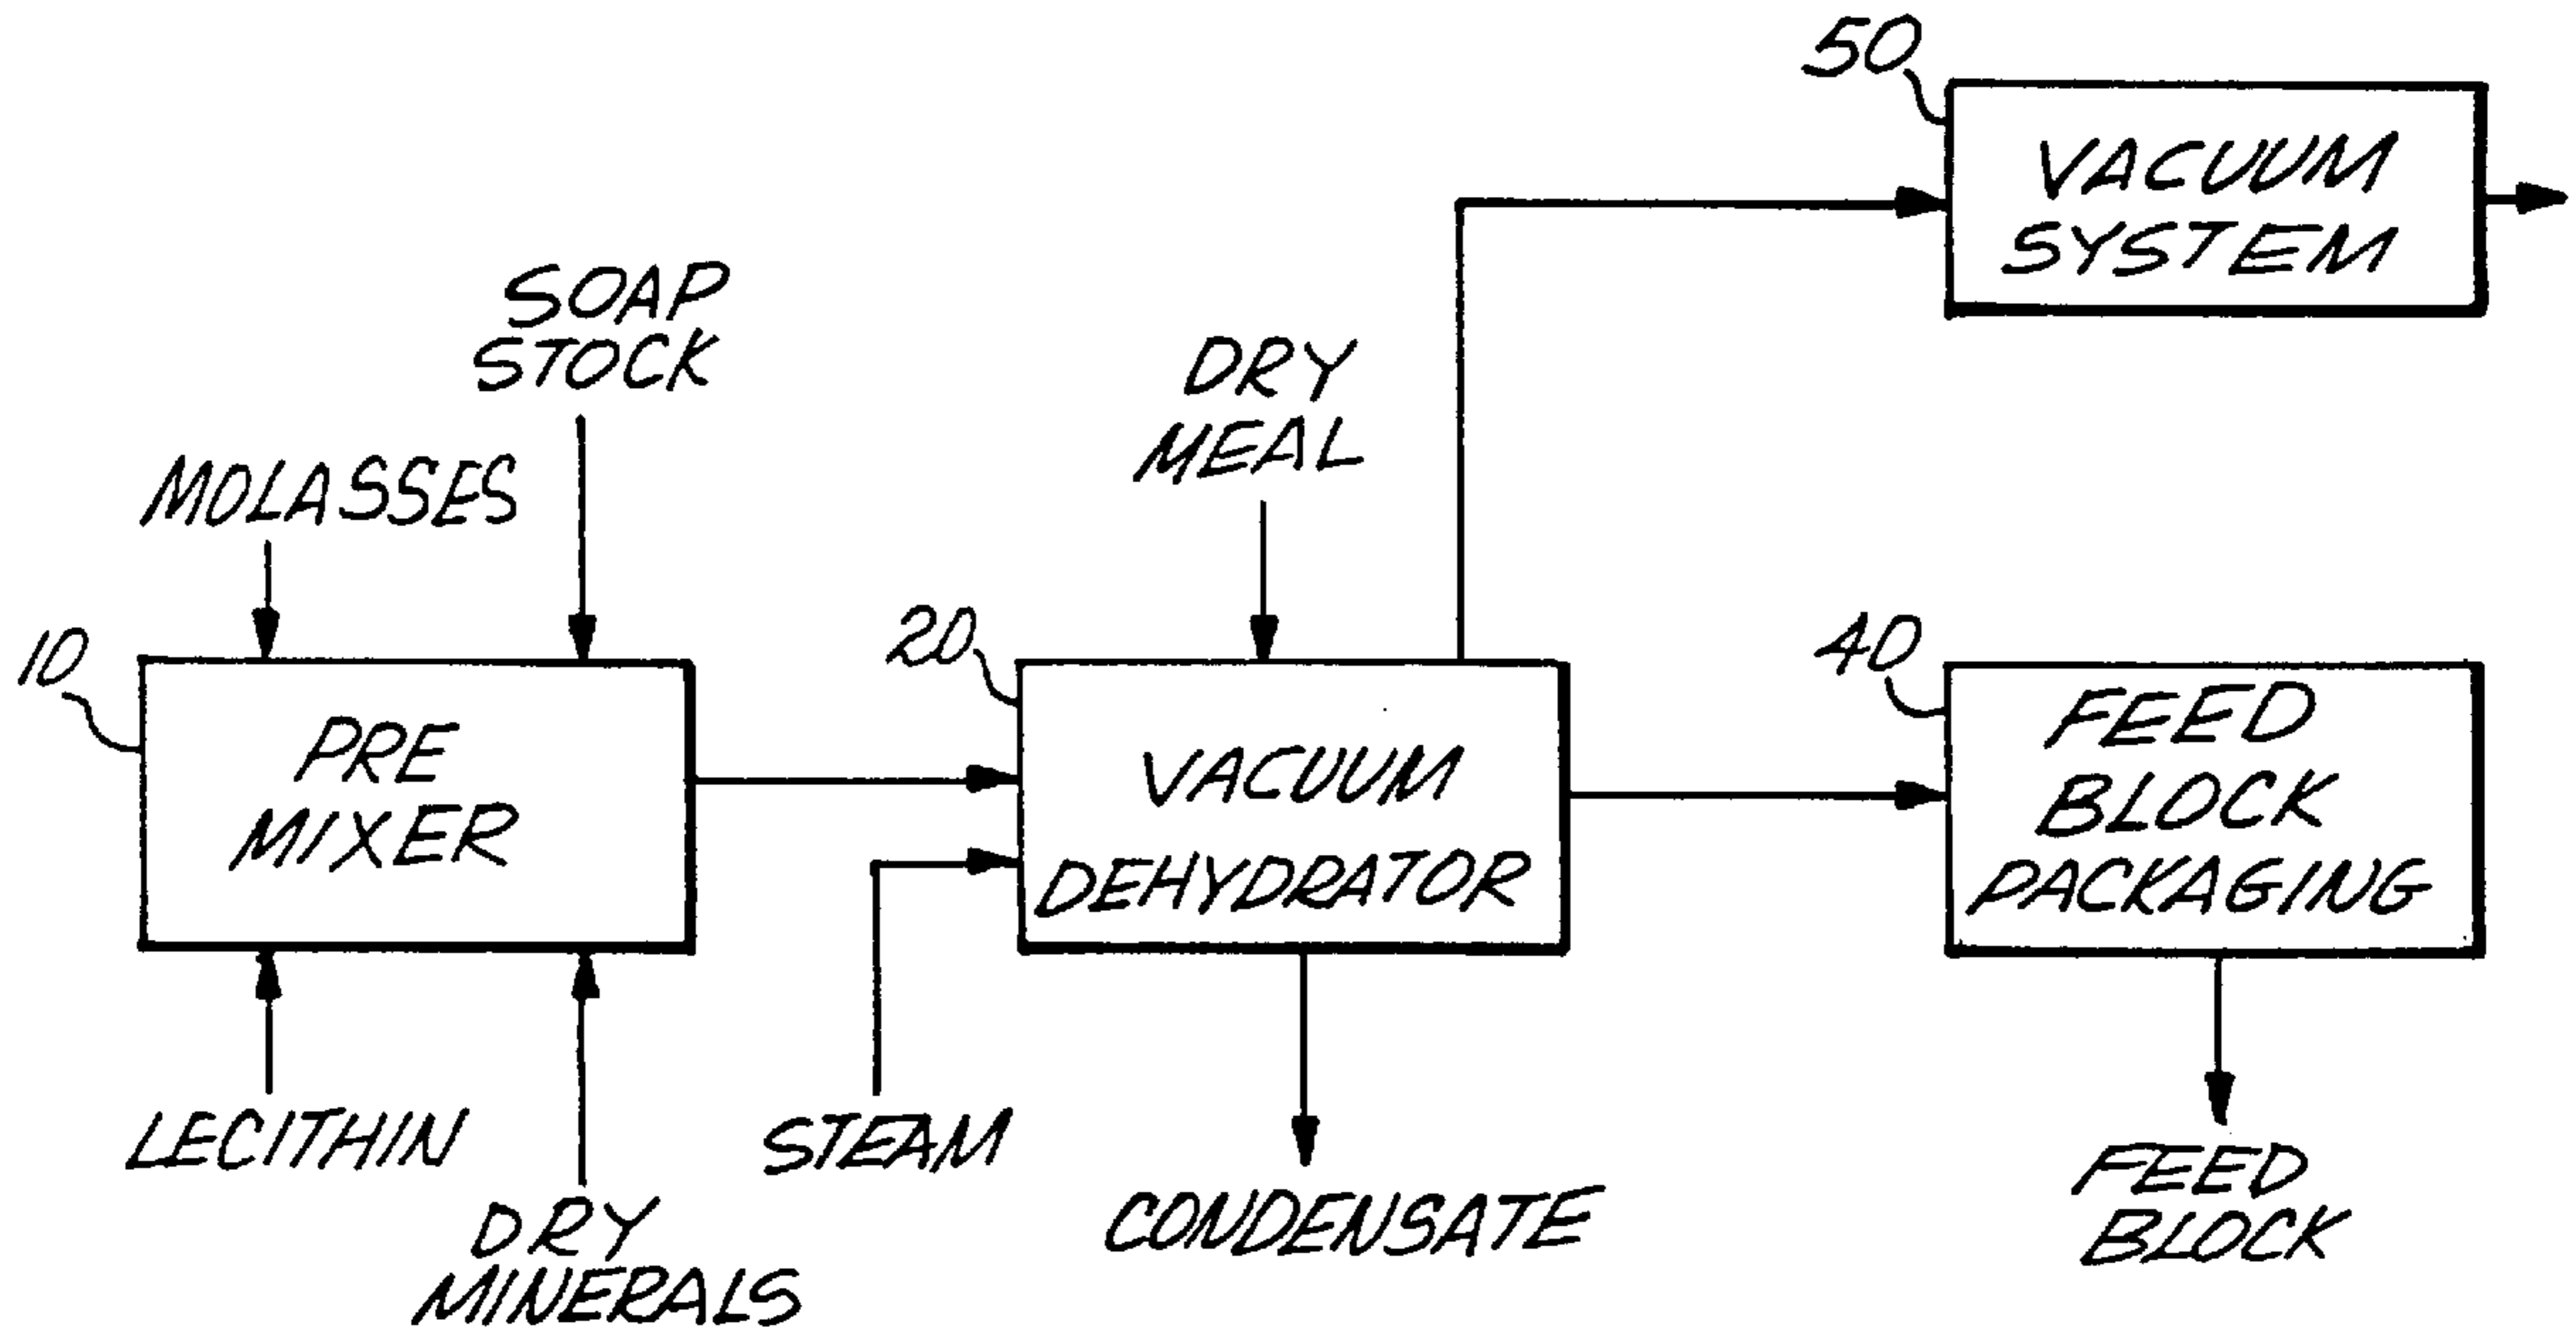 50
VACUUM
SYSTEM
SOAP
STOCK
DRY
MEAL
MOLASSES
10
PRE
MIXER
20
VACUUM
DEHYDRATOR
40
FEED
BLOCK
PACKAGING
LECITHIN
DRY
MINERALS
STEAM
CONDENSATE
FEED
BLOCK